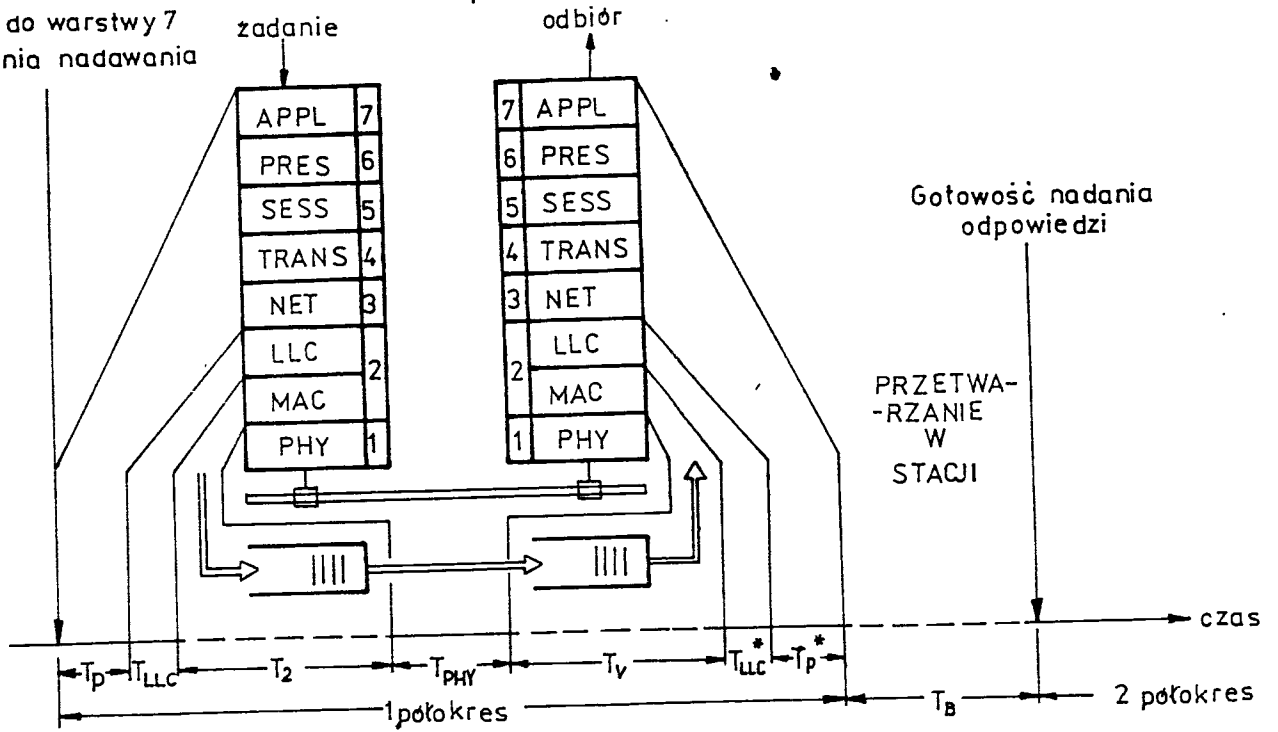 do warstwy 7
nia nadawania
żadanie
odbiór
APPL 7
PRES 6
SESS 5
TRANS 4
NET 3
LLC
2
MAC
PHY 1
7 APPL
6 PRES
5 SESS
4 TRANS
3 NET
LLC
2
MAC
1 PHY
Gotowość nadania
odpowiedzi
PRZETWA-
-RZANIE
W
STACJI
czas
Tp TLLC T2 TPHY TV TLLC* Tp*
1 połokres
TB
2 połokres